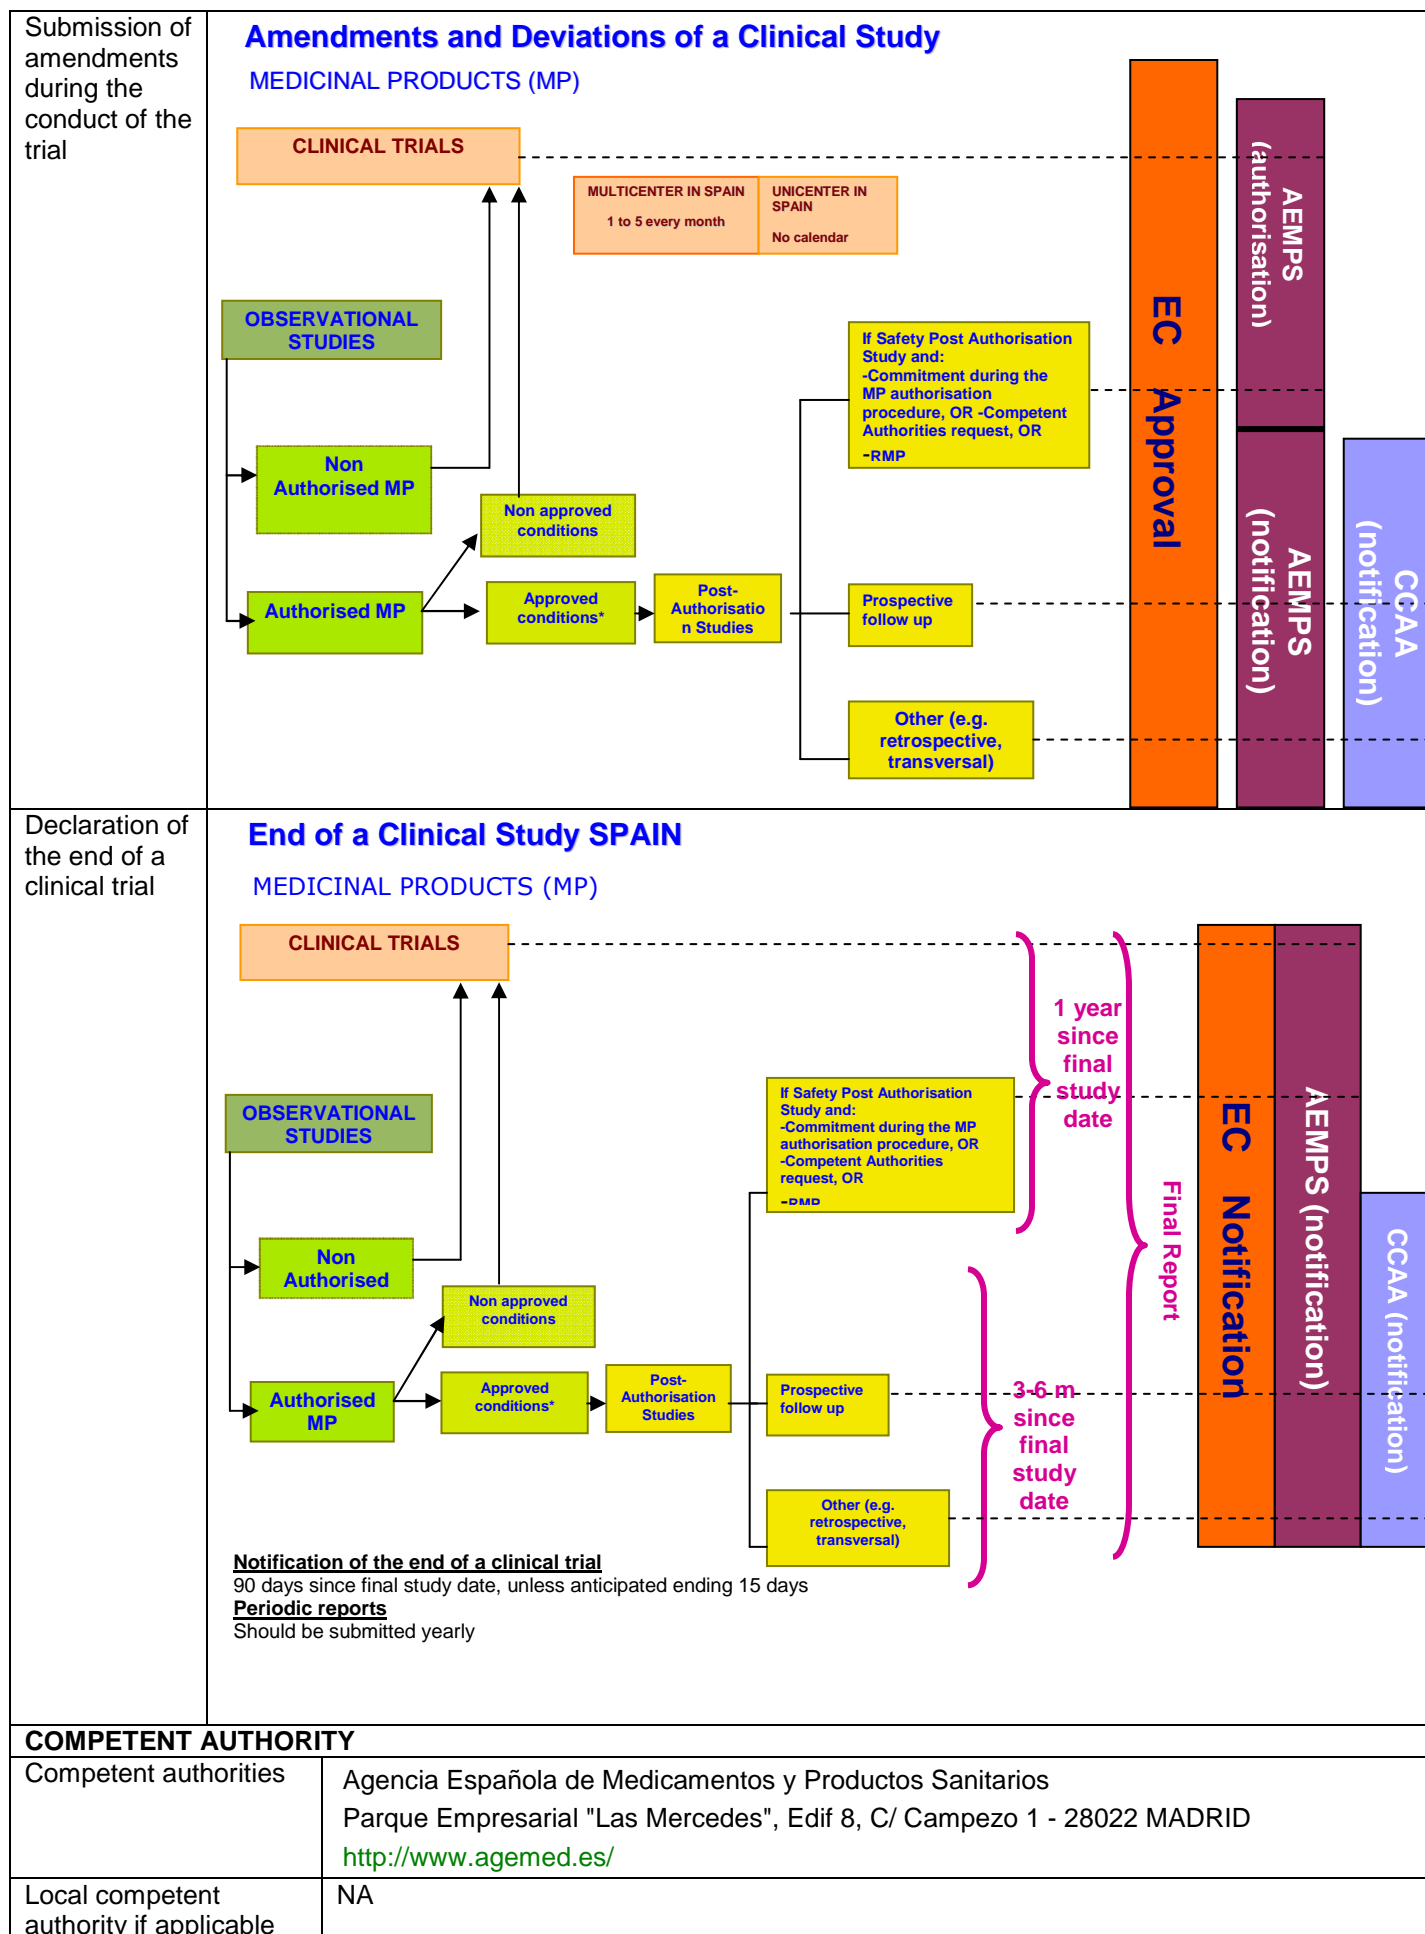 Submission of
amendments
during the
conduct of the
trial
Amendments and Deviations of a Clinical Study
MEDICINAL PRODUCTS (MP)
CLINICAL TRIALS
MULTICENTER IN SPAIN
1 to 5 every month
UNICENTER IN
SPAIN
No calendar
OBSERVATIONAL
STUDIES
Non
Authorised MP
Authorised MP
Non approved
conditions
Approved
conditions*
Post-
Authorisatio
n Studies
If Safety Post Authorisation
Study and:
-Commitment during the
MP authorisation
procedure, OR -Competent
Authorities request, OR
-RMP
Prospective
follow up
Other (e.g.
retrospective,
transversal)
EC Approval
AEMPS
(authorisation)
AEMPS
(notification)
CCAA
(notification)
Declaration of
the end of a
clinical trial
End of a Clinical Study SPAIN
MEDICINAL PRODUCTS (MP)
CLINICAL TRIALS
OBSERVATIONAL
STUDIES
Non
Authorised
Authorised
MP
Non approved
conditions
Approved
conditions*
Post-
Authorisation
Studies
If Safety Post Authorisation
Study and:
-Commitment during the MP
authorisation procedure, OR
-Competent Authorities
request, OR
-RMP
Prospective
follow up
Other (e.g.
retrospective,
transversal)
1 year
since
final
study
date
3-6 m
since
final
study
date
Final Report
EC Notification
AEMPS (notification)
CCAA (notification)
Notification of the end of a clinical trial
90 days since final study date, unless anticipated ending 15 days
Periodic reports
Should be submitted yearly
COMPETENT AUTHORITY
Competent authorities
Agencia Española de Medicamentos y Productos Sanitarios
Parque Empresarial "Las Mercedes", Edif 8, C/ Campezo 1 - 28022 MADRID
http://www.agemed.es/
Local competent
authority if applicable
NA